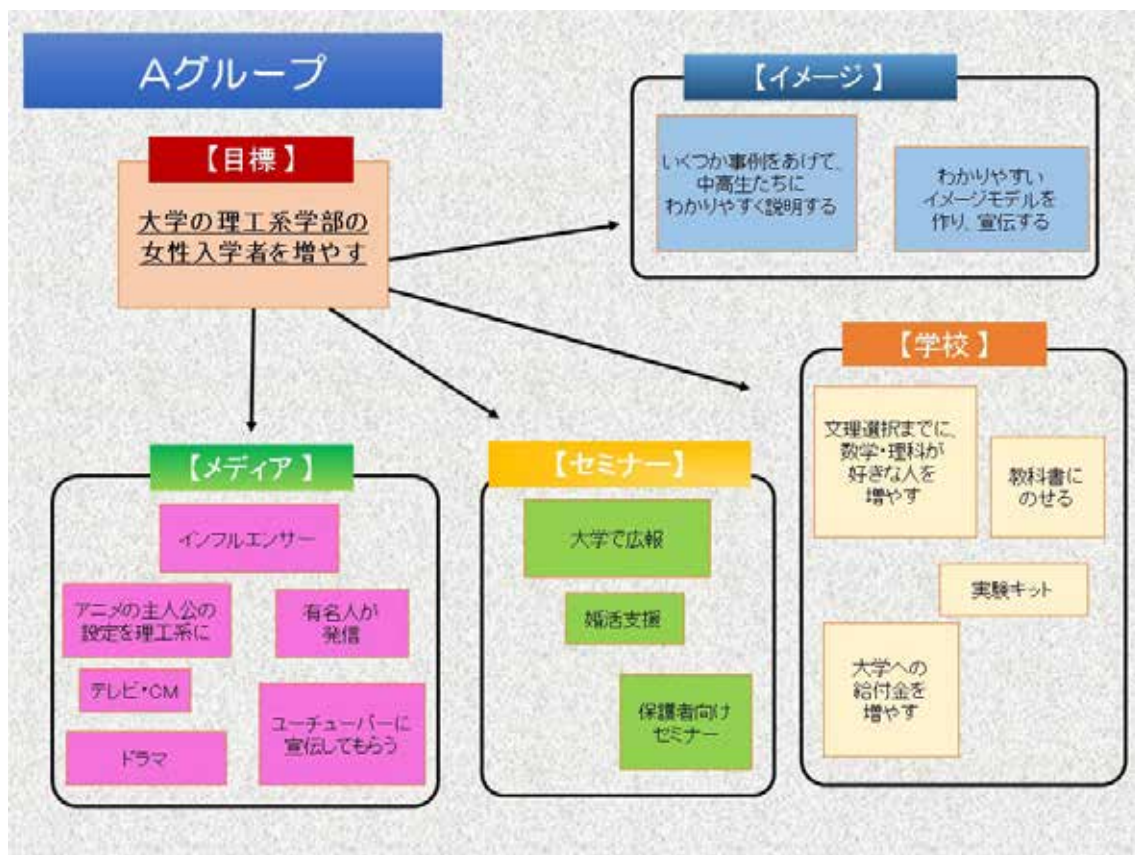 Aグループ
【目標】
大学の理工系学部の
女性入学者を増やす
【イメージ】
いくつか事例をあげて、
中高生たちに
わかりやすく説明する
わかりやすい
イメージモデルを
作り、宣伝する
【学校】
文理選択までに、
数学・理科が
好きな人を
増やす
教科書に
のせる
実験キット
大学への
給付金を
増やす
【メディア】
インフルエンサー
アニメの主人公の
設定を理工系に
有名人が
発信
テレビ・CM
ユーチューバーに
宣伝してもらう
ドラマ
【セミナー】
大学で広報
婚活支援
保護者向け
セミナー